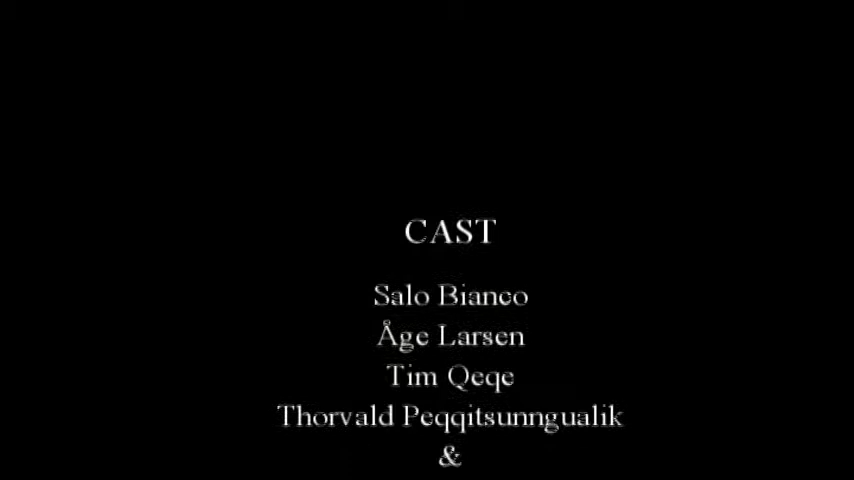 CAST
Salo Bianco
Åge Larsen
Tim Qeqe
Thorvald Peqqitsunngualik
&